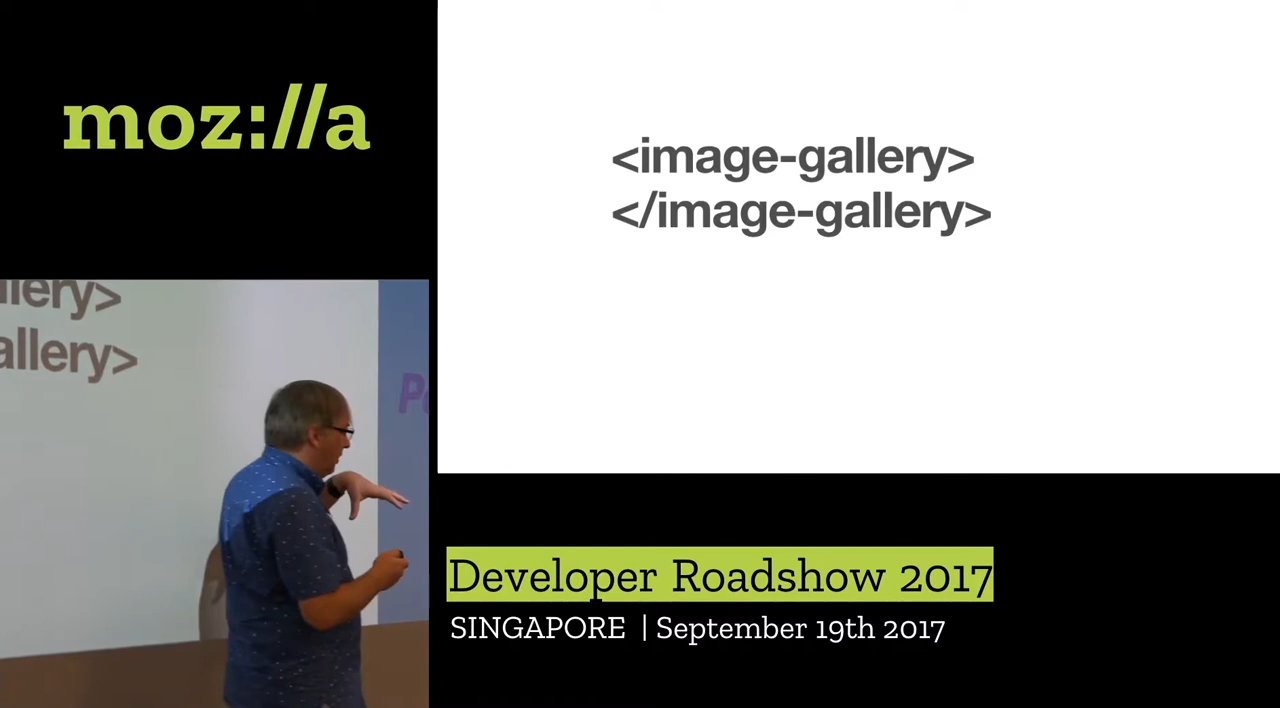 moz://a
<image-gallery>
</image-gallery>
llery>
allery>
Developer Roadshow 2017
SINGAPORE | September 19th 2017